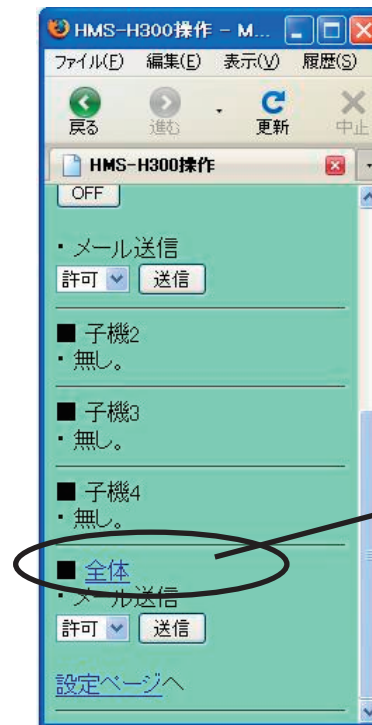 HMS-H300操作 - M...
ファイル(F) 編集(E) 表示(V) 履歴(S)
戻る 進む 更新 中止
HMS-H300操作
OFF
・メール送信
許可 送信
■ 子機2
・無し。
■ 子機3
・無し。
■ 子機4
・無し。
■ 全体
・メール送信
許可 送信
設定ページへ